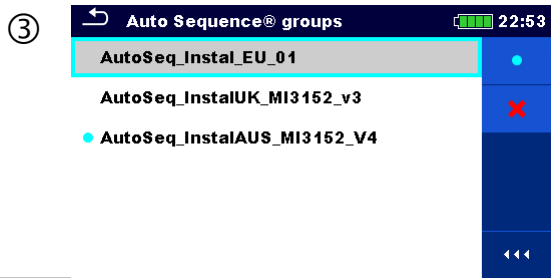 ③
Auto Sequence® groups 22:53
AutoSeq_Instal_EU_01
AutoSeq_InstalUK_MI3152_v3
AutoSeq_InstalAUS_MI3152_V4